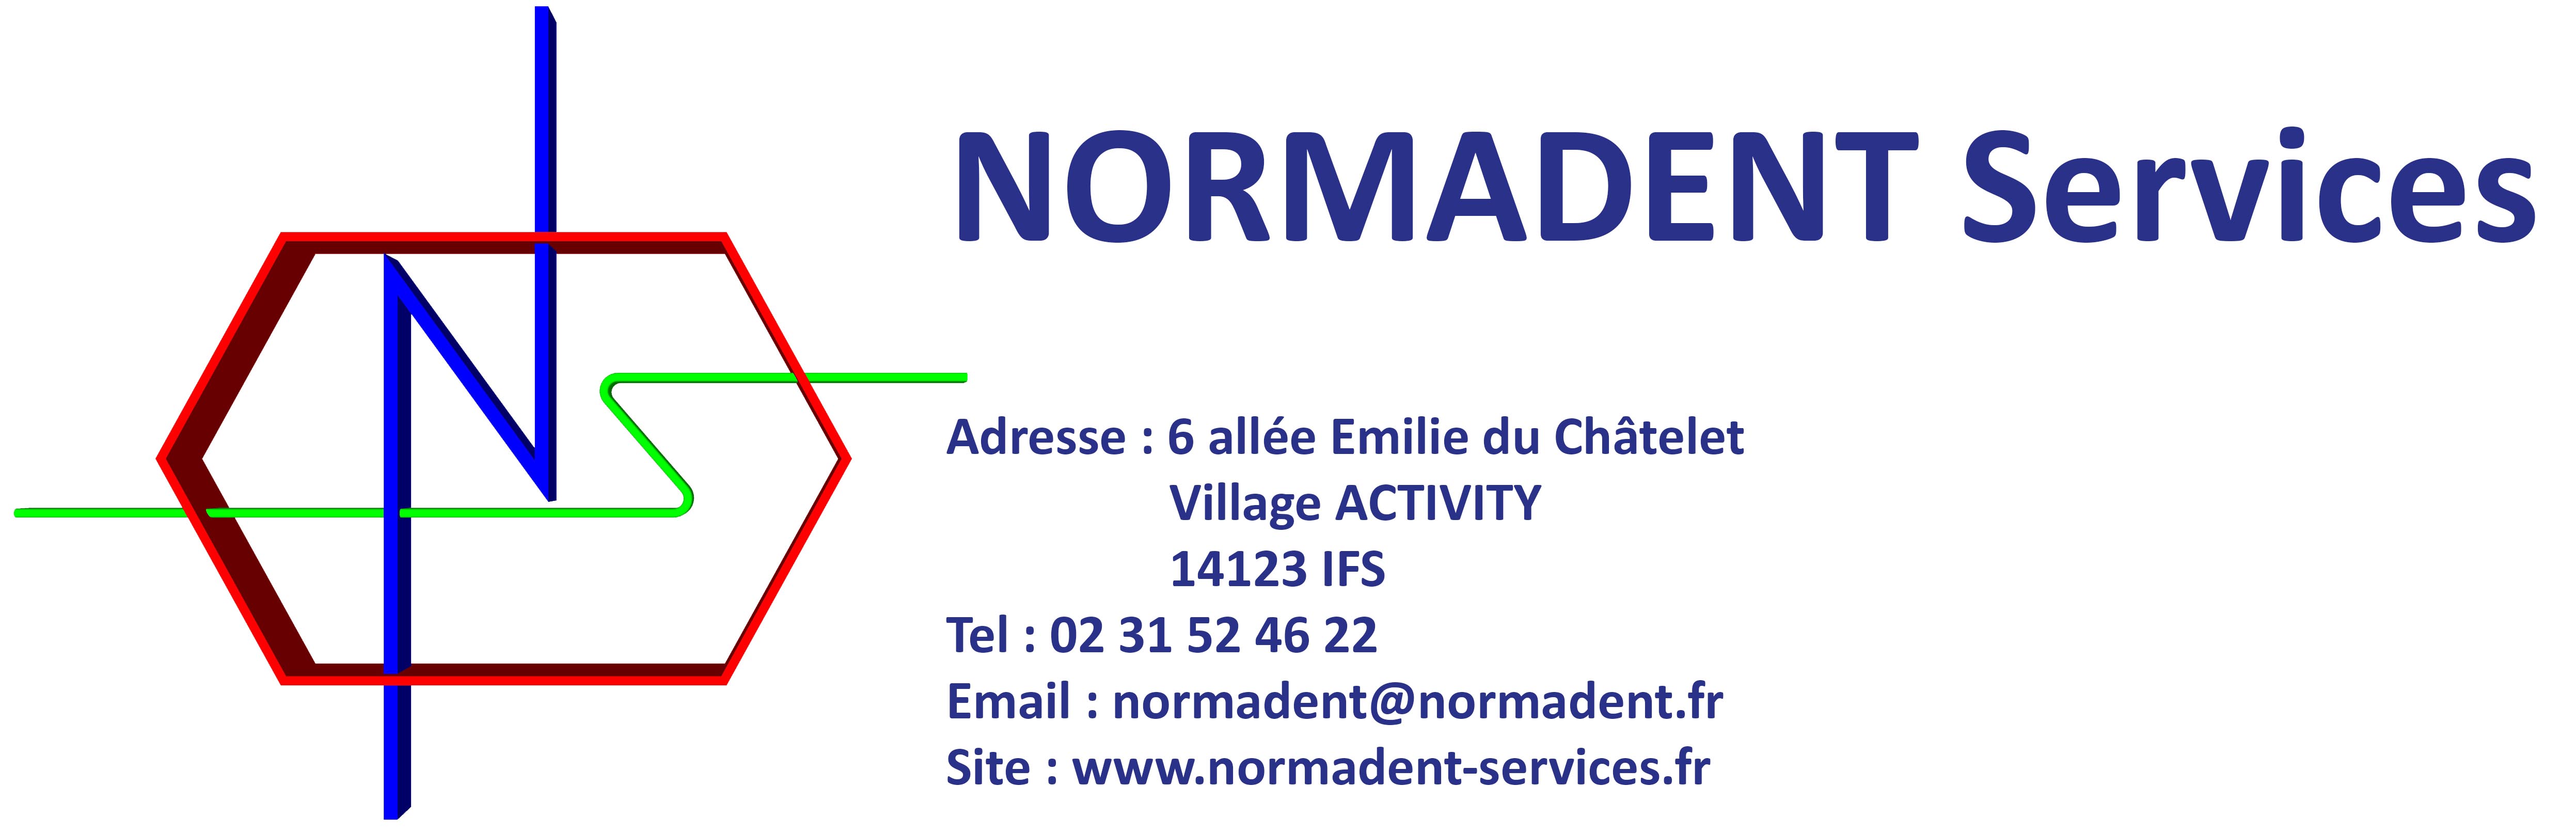 NS
NORMADENT Services
Adresse : 6 allée Emilie du Châtelet
Village ACTIVITY
14123 IFS
Tel : 02 31 52 46 22
Email : normadent@normadent.fr
Site : www.normadent-services.fr